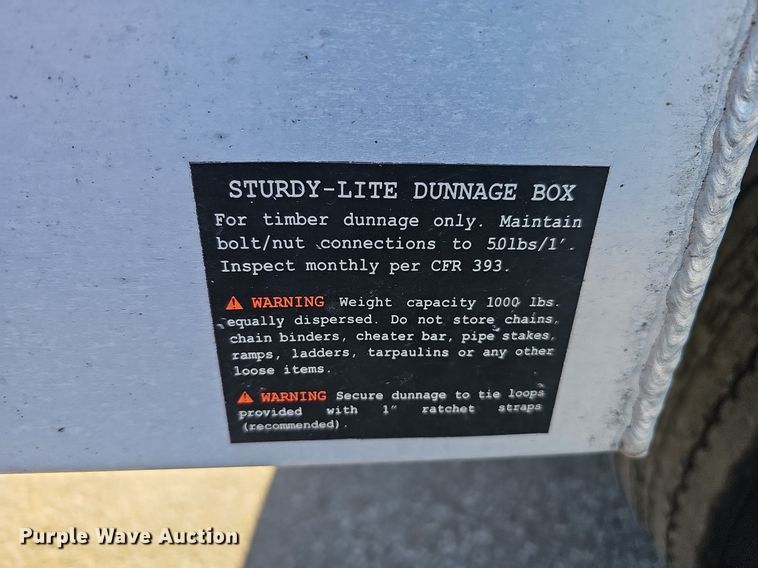 STURDY-LITE DUNNAGE BOX
For timber dunnage only. Maintain
bolt/nut connections to 50lbs/1'.
Inspect monthly per CFR 393.
WARNING Weight capacity 1000 lbs.
equally dispersed. Do not store chains,
chain binders, cheater bar, pipe stakes,
ramps, ladders, tarpaulins or any other
loose items.
WARNING Secure dunnage to tie loops
provided with 1" ratchet straps
(recommended).
Purple Wave Auction